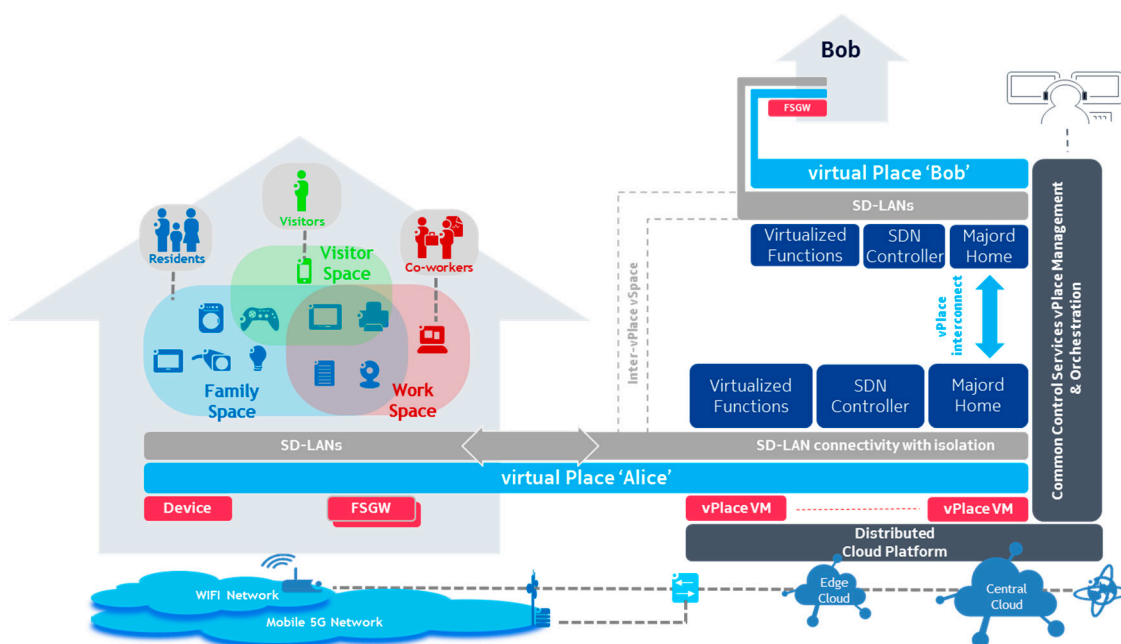 Bob
FSGW
virtual Place ‘Bob’
SD-LANs
Virtualized
Functions
SDN
Controller
Majord
Home
vPlace
interconnect
Inter-vPlace vSpace
Common Control Services vPlace Management
& Orchestration
Visitors
Residents
Visitor
Space
Co-workers
Family
Space
Work
Space
Virtualized
Functions
SDN
Controller
Majord
Home
SD-LANs
SD-LAN connectivity with isolation
virtual Place ‘Alice’
Device
FSGW
vPlace VM
vPlace VM
Distributed
Cloud Platform
WIFI Network
Mobile 5G Network
Edge
Cloud
Central
Cloud